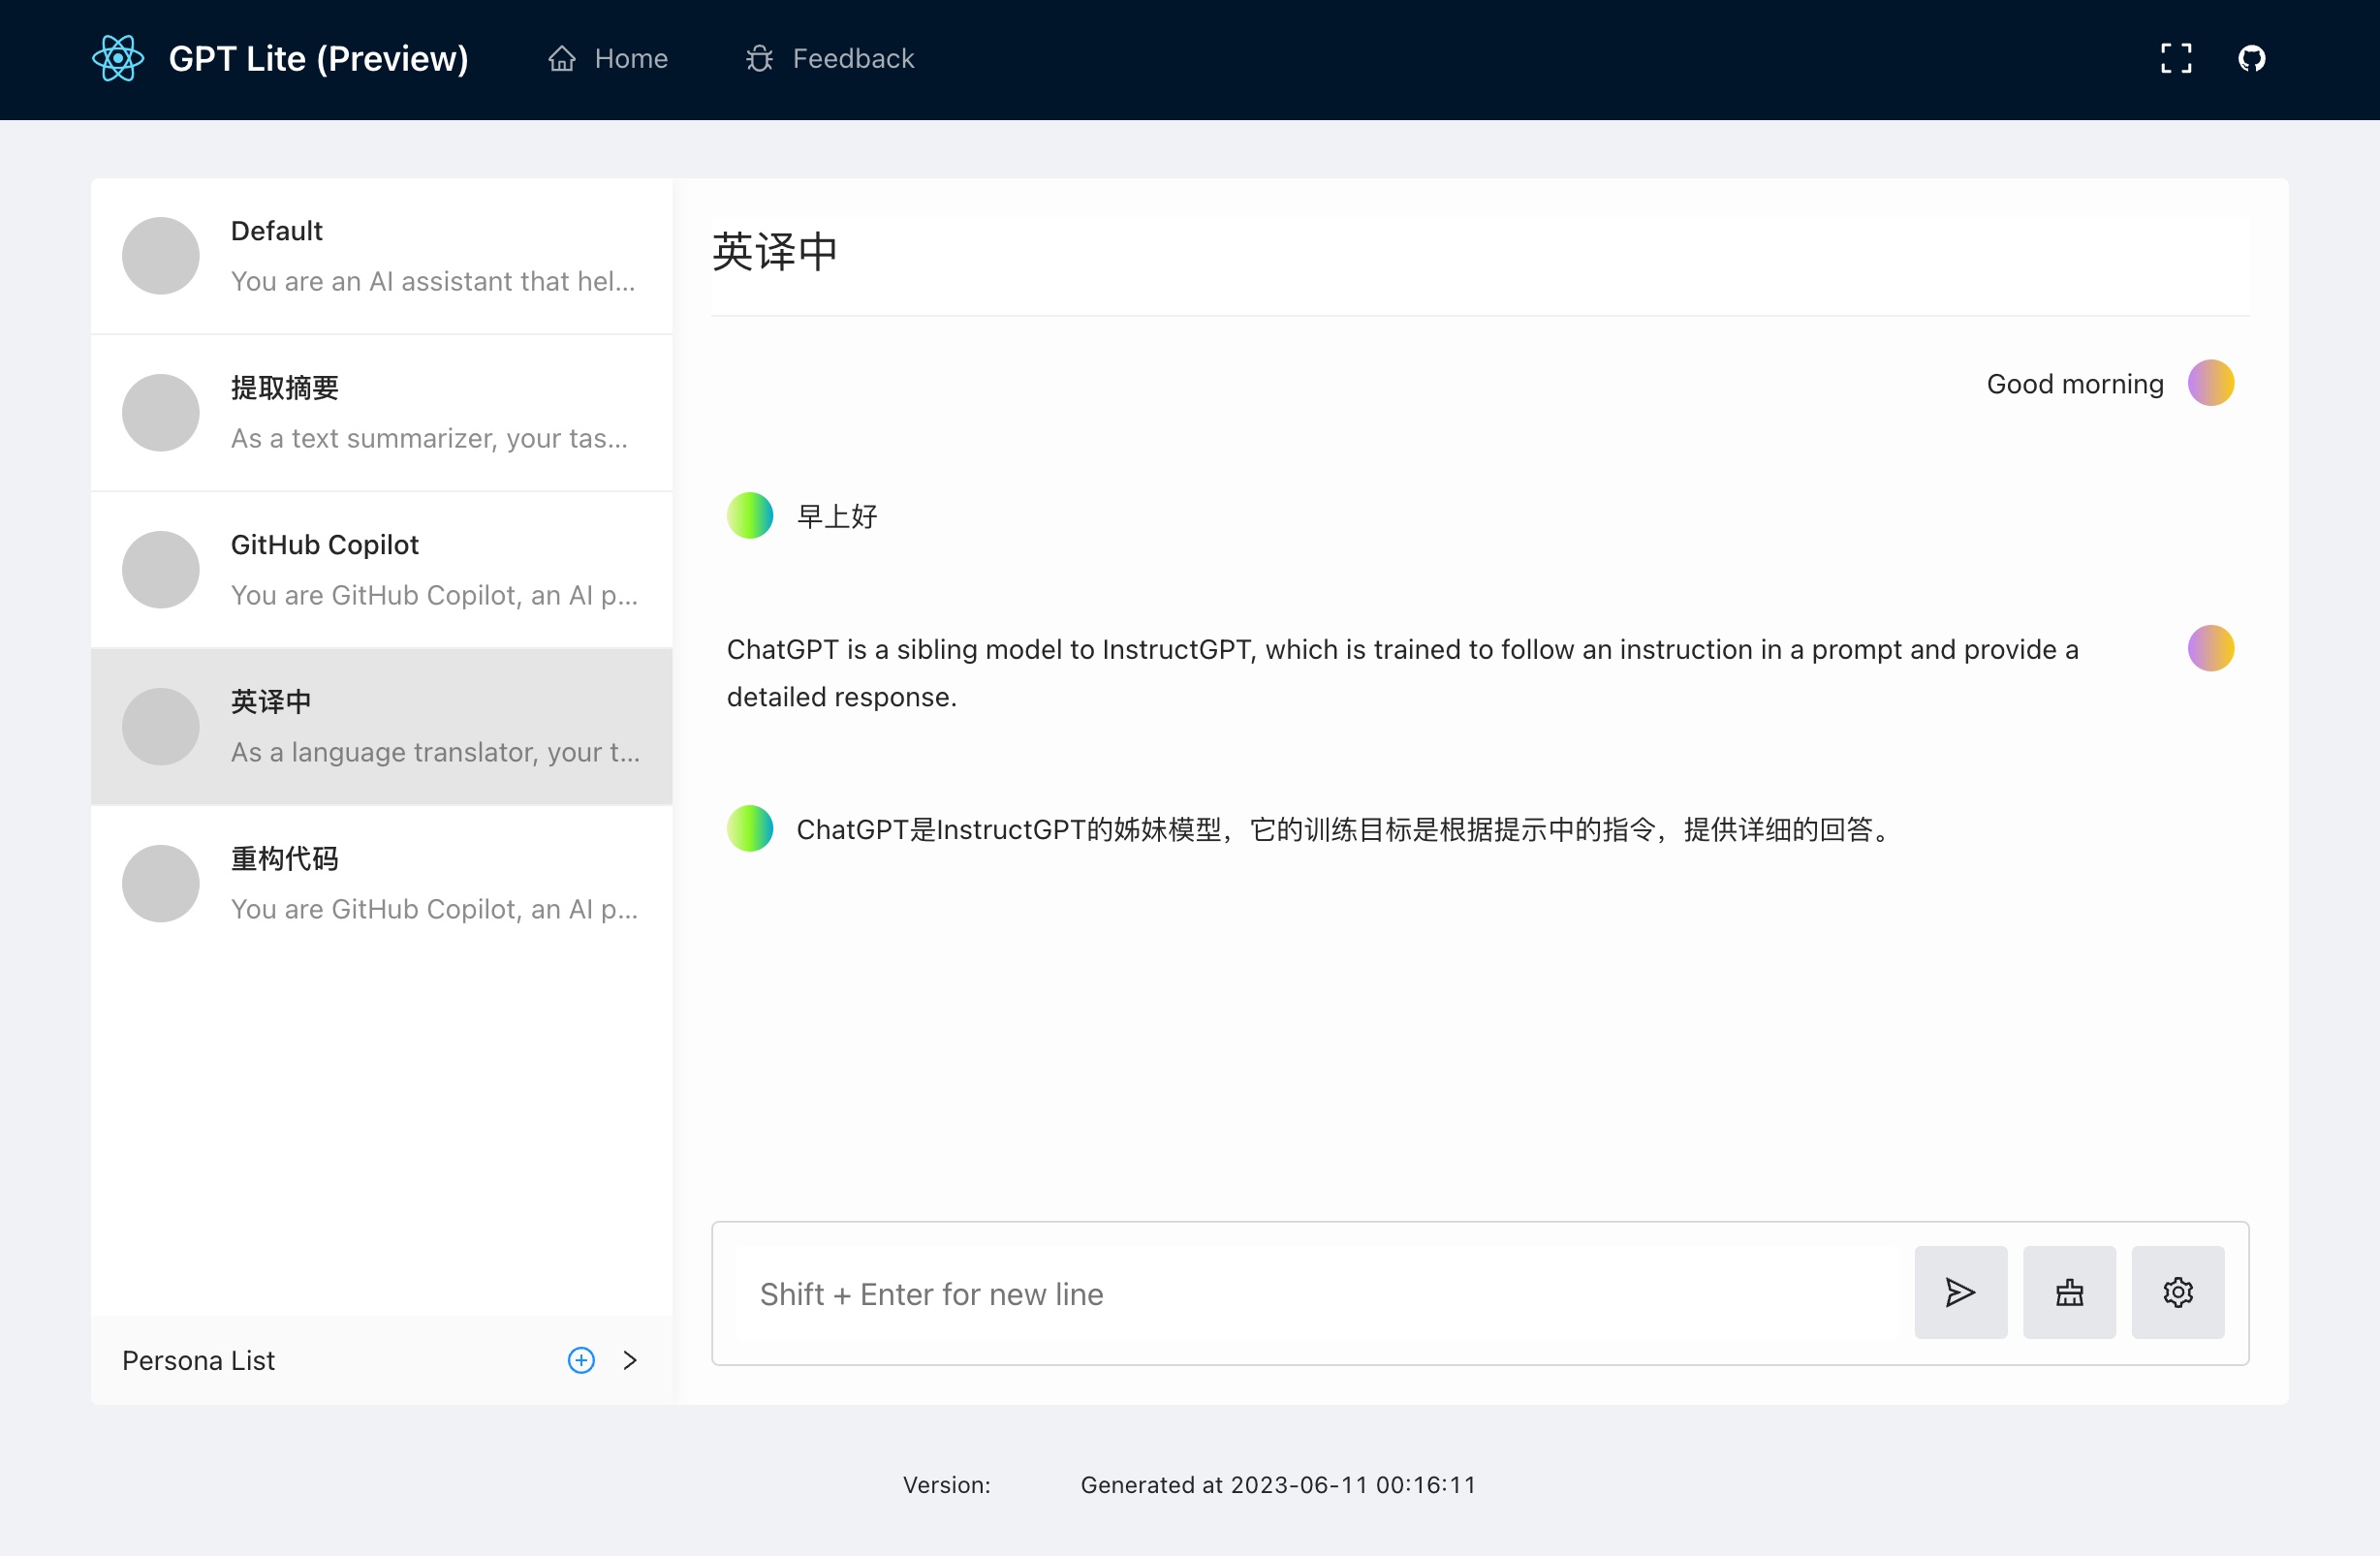 GPT Lite (Preview)
Home
Feedback
Default
You are an AI assistant that hel...
提取摘要
As a text summarizer, your tas...
GitHub Copilot
You are GitHub Copilot, an AI p...
英译中
As a language translator, your t...
重构代码
You are GitHub Copilot, an AI p...
Persona List
英译中
Good morning
早上好
ChatGPT is a sibling model to InstructGPT, which is trained to follow an instruction in a prompt and provide a
detailed response.
ChatGPT是InstructGPT的姊妹模型，它的训练目标是根据提示中的指令，提供详细的回答。
Shift + Enter for new line
Version:
Generated at 2023-06-11 00:16:11